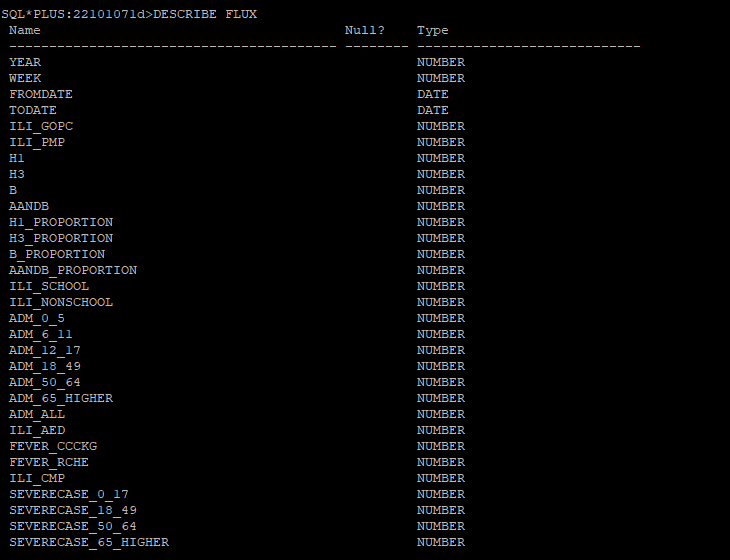 SQL*PLUS:22101071d>DESCRIBE FLUX
Name Null? Type
----------------------------------------- -------- ----------------------------
YEAR NUMBER
WEEK NUMBER
FROMDATE DATE
TODATE DATE
ILI_GOPC NUMBER
ILI_PMP NUMBER
H1 NUMBER
H3 NUMBER
B NUMBER
AANDB NUMBER
H1_PROPORTION NUMBER
H3_PROPORTION NUMBER
B_PROPORTION NUMBER
AANDB_PROPORTION NUMBER
ILI_SCHOOL NUMBER
ILI_NONSCHOOL NUMBER
ADM_0_5 NUMBER
ADM_6_11 NUMBER
ADM_12_17 NUMBER
ADM_18_49 NUMBER
ADM_50_64 NUMBER
ADM_65_HIGHER NUMBER
ADM_ALL NUMBER
ILI_AED NUMBER
FEVER_CCCKG NUMBER
FEVER_RCHE NUMBER
ILI_CMP NUMBER
SEVERECASE_0_17 NUMBER
SEVERECASE_18_49 NUMBER
SEVERECASE_50_64 NUMBER
SEVERECASE_65_HIGHER NUMBER